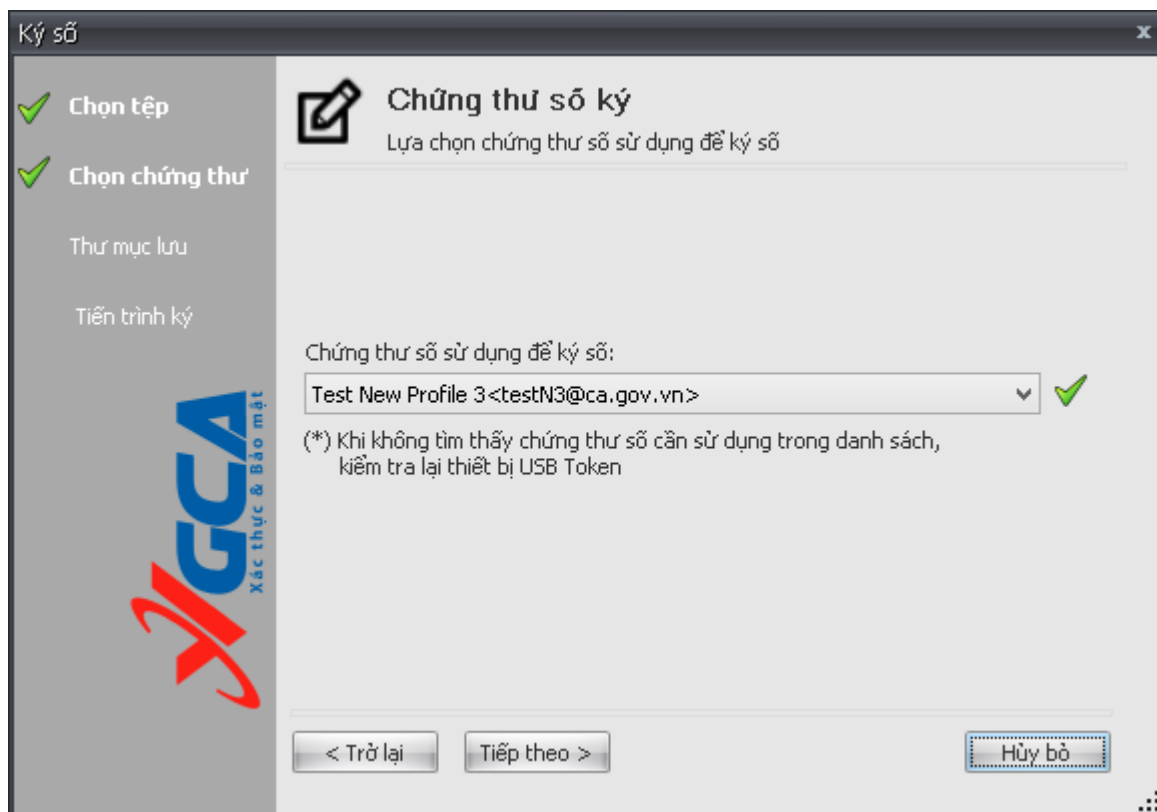 Ký số
x
Chọn tệp
Chọn chứng thư
Thư mục lưu
Tiến trình ký
GCA
Xác thực & Bảo mật
Chứng thư số ký
Lựa chọn chứng thư số sử dụng để ký số
Chứng thư số sử dụng để ký số:
Test New Profile 3<testN3@ca.gov.vn>
(*) Khi không tìm thấy chứng thư số cần sử dụng trong danh sách,
kiểm tra lại thiết bị USB Token
< Trở lại
Tiếp theo >
Hủy bỏ